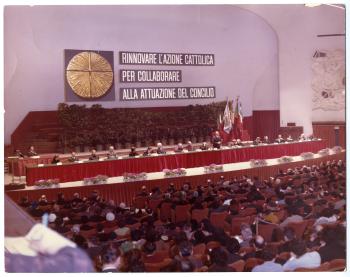 RINNOVARE L'AZIONE CATTOLICA
PER COLLABORARE
ALLA ATTUAZIONE DEL CONCILIO